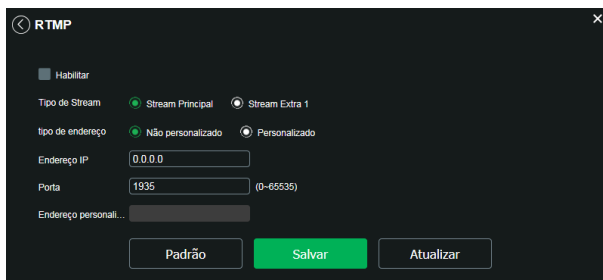 RTMP
Habilitar
Tipo de Stream Stream Principal Stream Extra 1
tipo de endereço Não personalizado Personalizado
Endereço IP 0.0.0.0
Porta 1935 (0~65535)
Endereço personali...
Padrão Salvar Atualizar